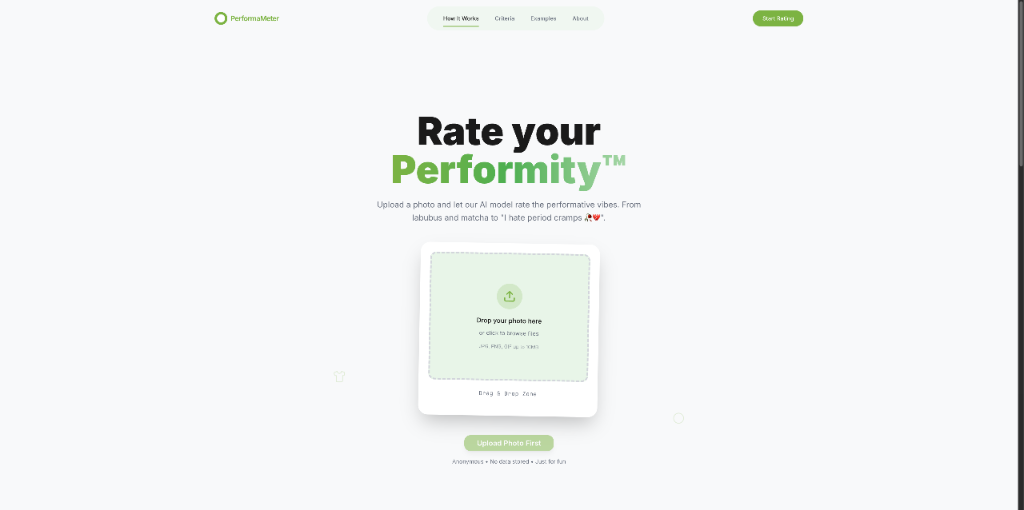 PerformaMeter
How it Works
Criteria
Examples
About
Start Rating
Rate your
Performity™
Upload a photo and let our AI model rate the performative vibes. From
labubus and matcha to "I hate period cramps 🥀💔".
Drop your photo here
or click to browse files
JPG, PNG, GIF up to
Drag & Drop Zone
Upload Photo First
Anonymous • No data stored • Just for fun